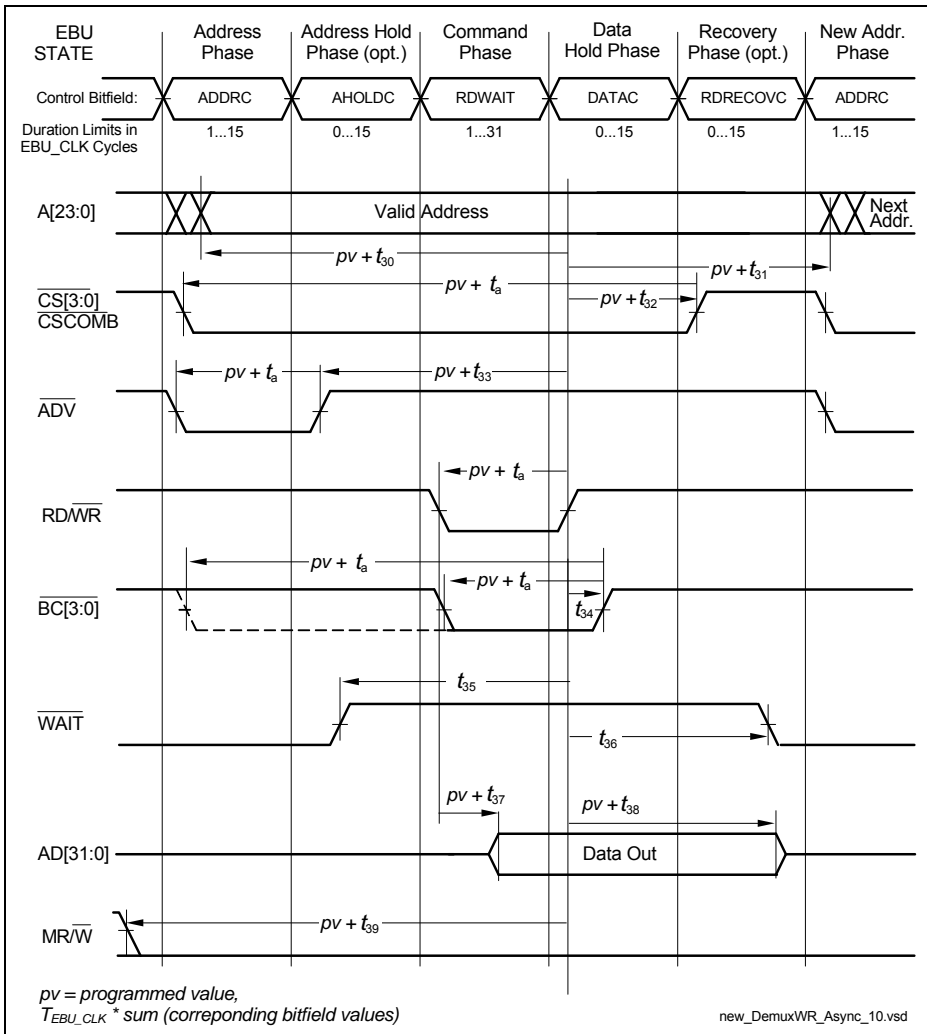 EBU STATE
Address Phase
Address Hold Phase (opt.)
Command Phase
Data Hold Phase
Recovery Phase (opt.)
New Addr. Phase
Control Bitfield: ADDRC AHOLDC RDWAIT DATAC RDRECOVC ADDRC
Duration Limits in EBU_CLK Cycles 1...15 0...15 1...31 0...15 0...15 1...15
A[23:0] Valid Address Next Addr.
pv + t30
pv + t31
pv + ta
pv + t32
CS[3:0]
CSCOMB
pv + ta
pv + t33
ADV
pv + ta
RD/WR
pv + ta
pv + ta
BC[3:0]
t34
t35
WAIT
t36
pv + t37
pv + t38
AD[31:0] Data Out
MR/W
pv + t39
pv = programmed value,
TEBU_CLK * sum (correponding bitfield values)
new_DemuxWR_Async_10.vsd